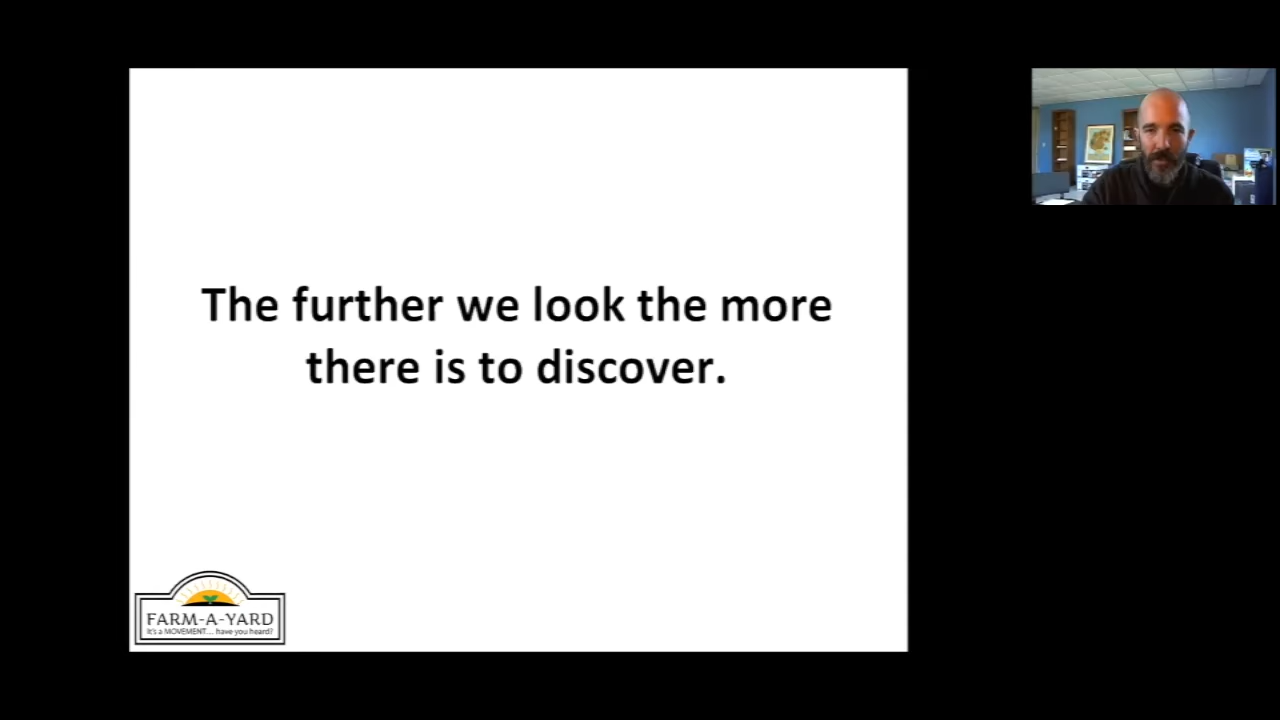 The further we look the more
there is to discover.
FARM-A-YARD
It's a MOVEMENT... have you heard?